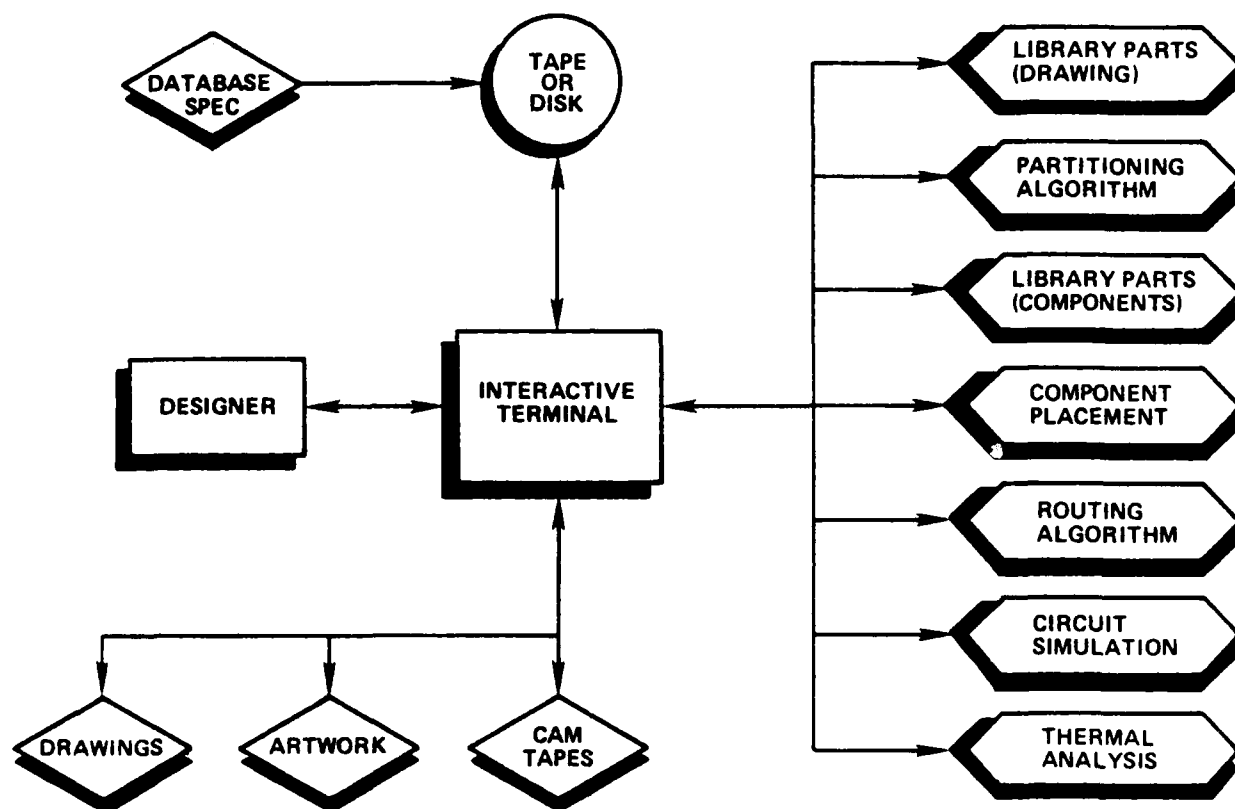 DATABASE
SPEC
TAPE
OR
DISK
LIBRARY PARTS
(DRAWING)
PARTITIONING
ALGORITHM
LIBRARY PARTS
(COMPONENTS)
DESIGNER
INTERACTIVE
TERMINAL
COMPONENT
PLACEMENT
ROUTING
ALGORITHM
CIRCUIT
SIMULATION
DRAWINGS
ARTWORK
CAM
TAPES
THERMAL
ANALYSIS